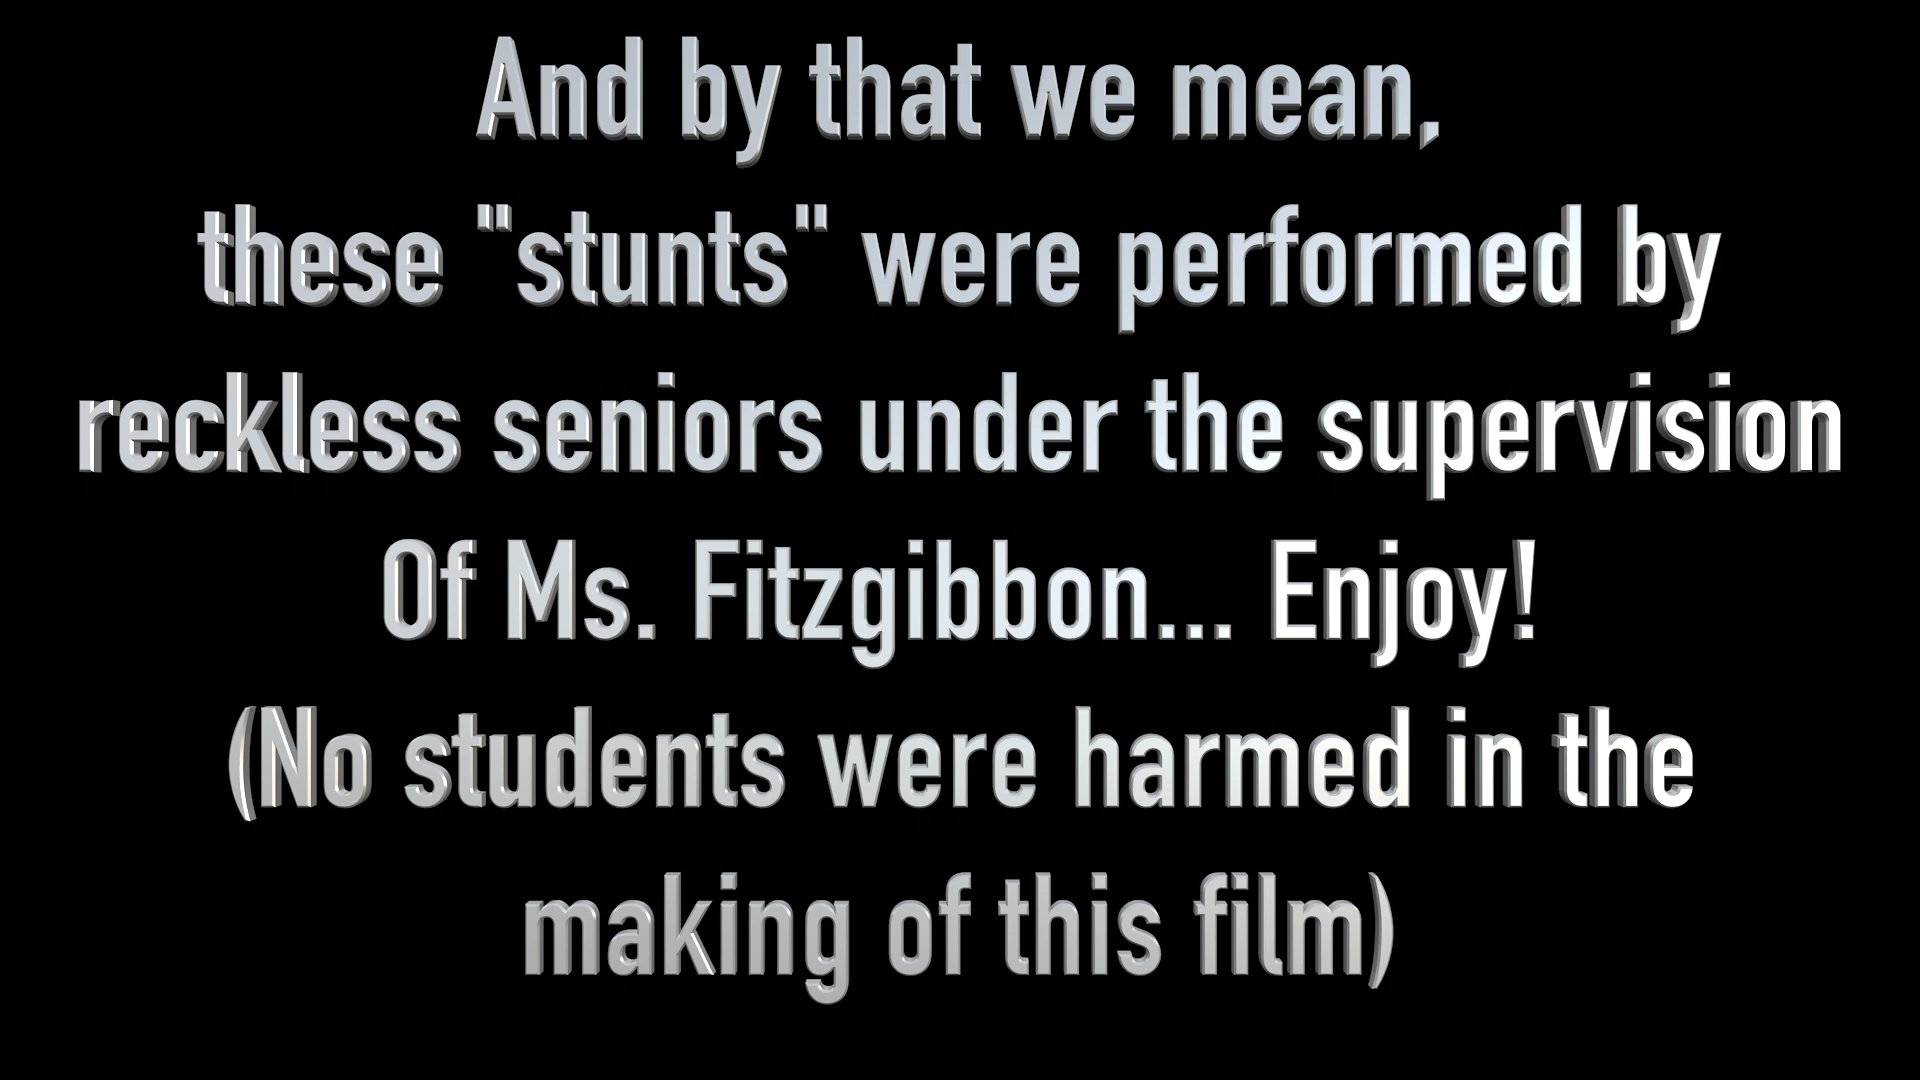 And by that we mean,
these "stunts" were performed by
reckless seniors under the supervision
Of Ms. Fitzgibbon... Enjoy!
(No students were harmed in the
making of this film)